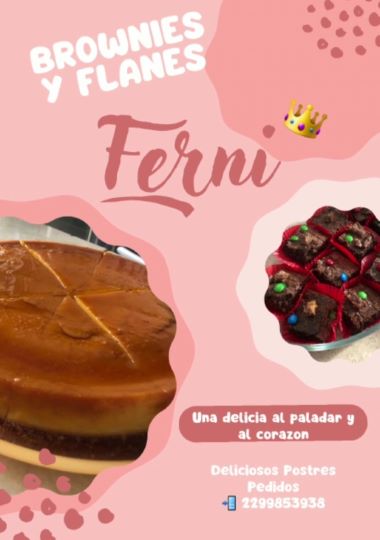 BROWNIES
Y FLANES
Ferni
Una delicia al paladar y
al corazon
Deliciosos Postres
Pedidos
📲 2299853938